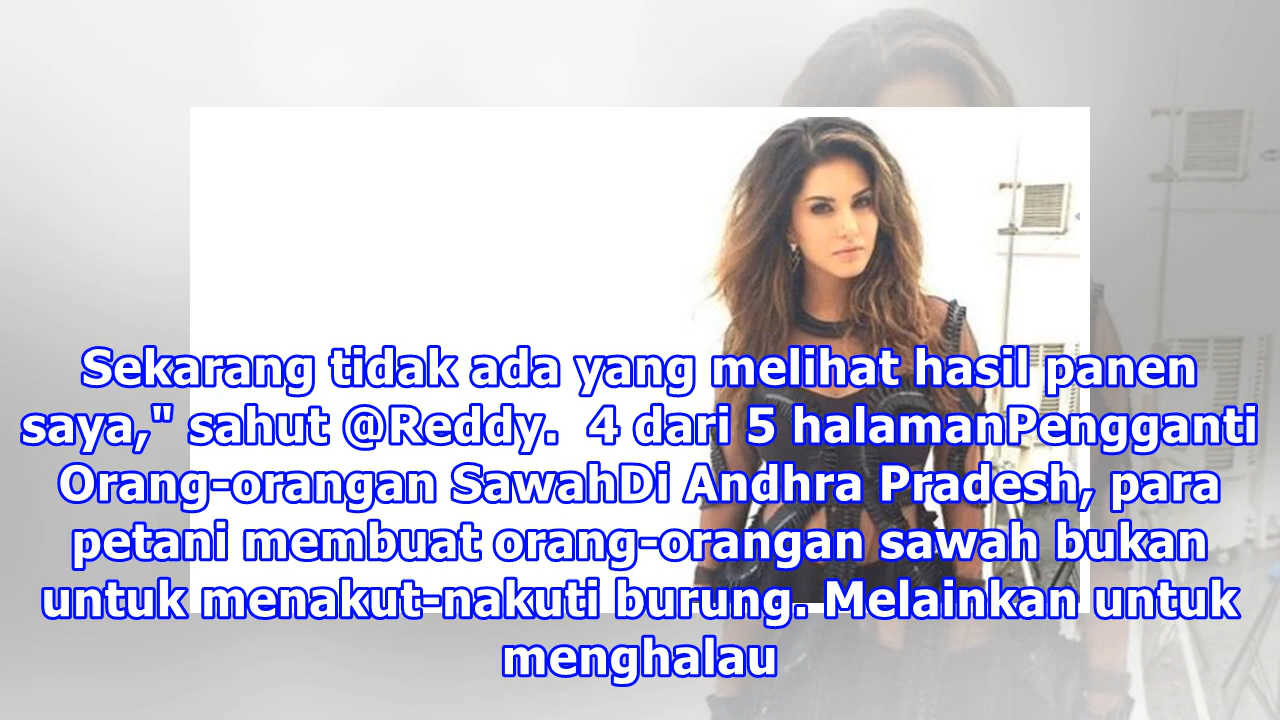 Sekarang tidak ada yang melihat hasil panen
saya," sahut @Reddy.  4 dari 5 halamanPengganti
Orang-orangan SawahDi Andhra Pradesh, para
petani membuat orang-orangan sawah bukan
untuk menakut-nakuti burung. Melainkan untuk
menghalau